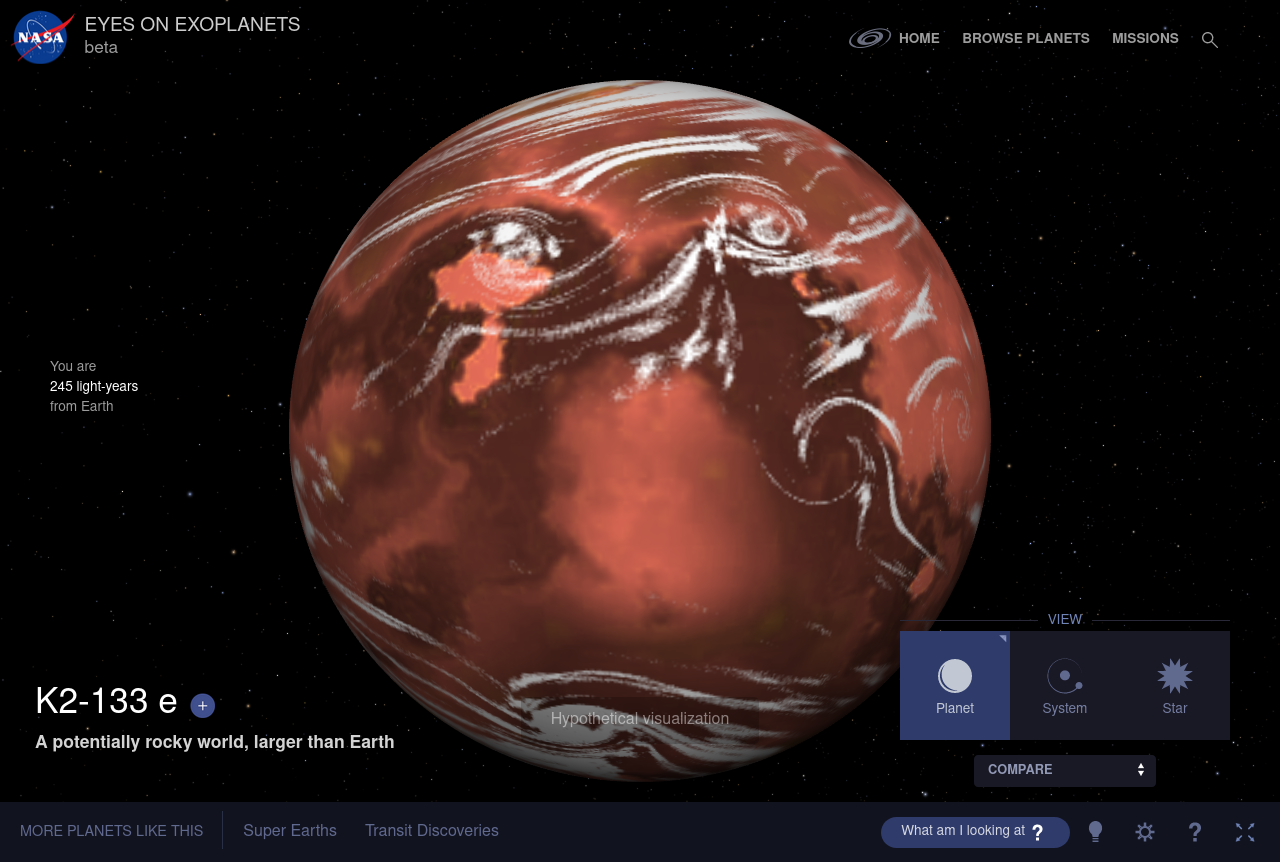 NASA
EYES ON EXOPLANETS
beta
HOME
BROWSE PLANETS
MISSIONS
You are
245 light-years
from Earth
VIEW
Planet
System
Star
K2-133 e
+
A potentially rocky world, larger than Earth
Hypothetical visualization
COMPARE
MORE PLANETS LIKE THIS
Super Earths
Transit Discoveries
What am I looking at ?
?